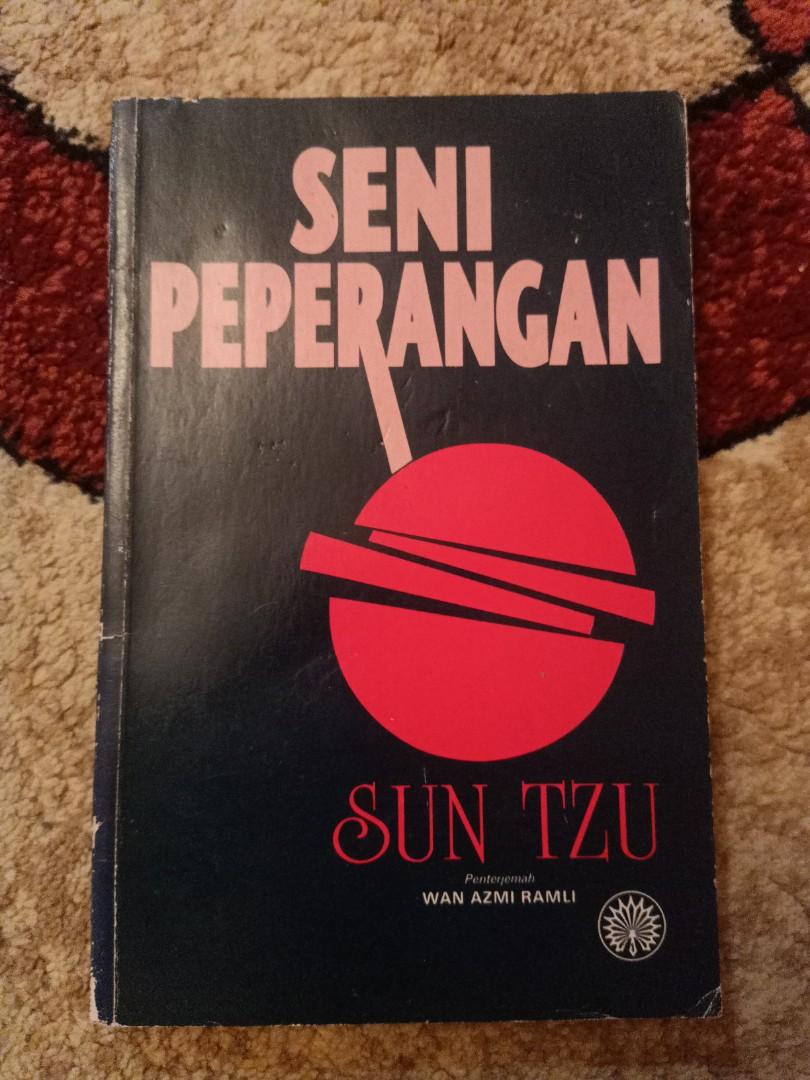 SENI
PEPERANGAN
SUN TZU
Penterjemah
WAN AZMI RAMLI